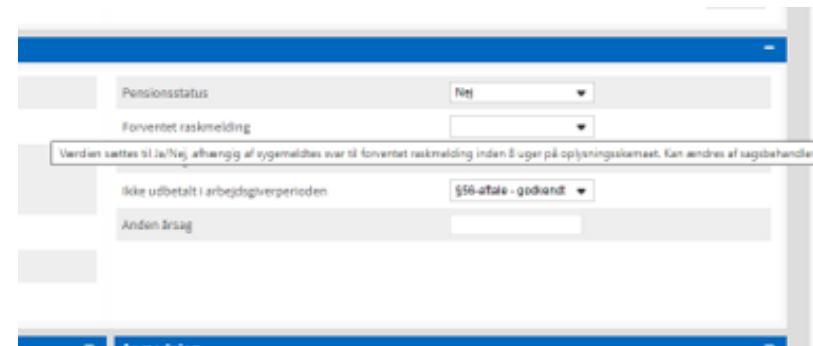 Pensionsstatus Nej
Forventet raskmelding
Værdien sættes til Ja/Nej, afhængig af sygemeldtes svar til forventet raskmelding inden 8 uger på oplysningsskemaet. Kan ændres af sagsbehandler
Ikke udbetalt i arbejdsgiverperioden §56-aftale - godkendt
Anden årsag